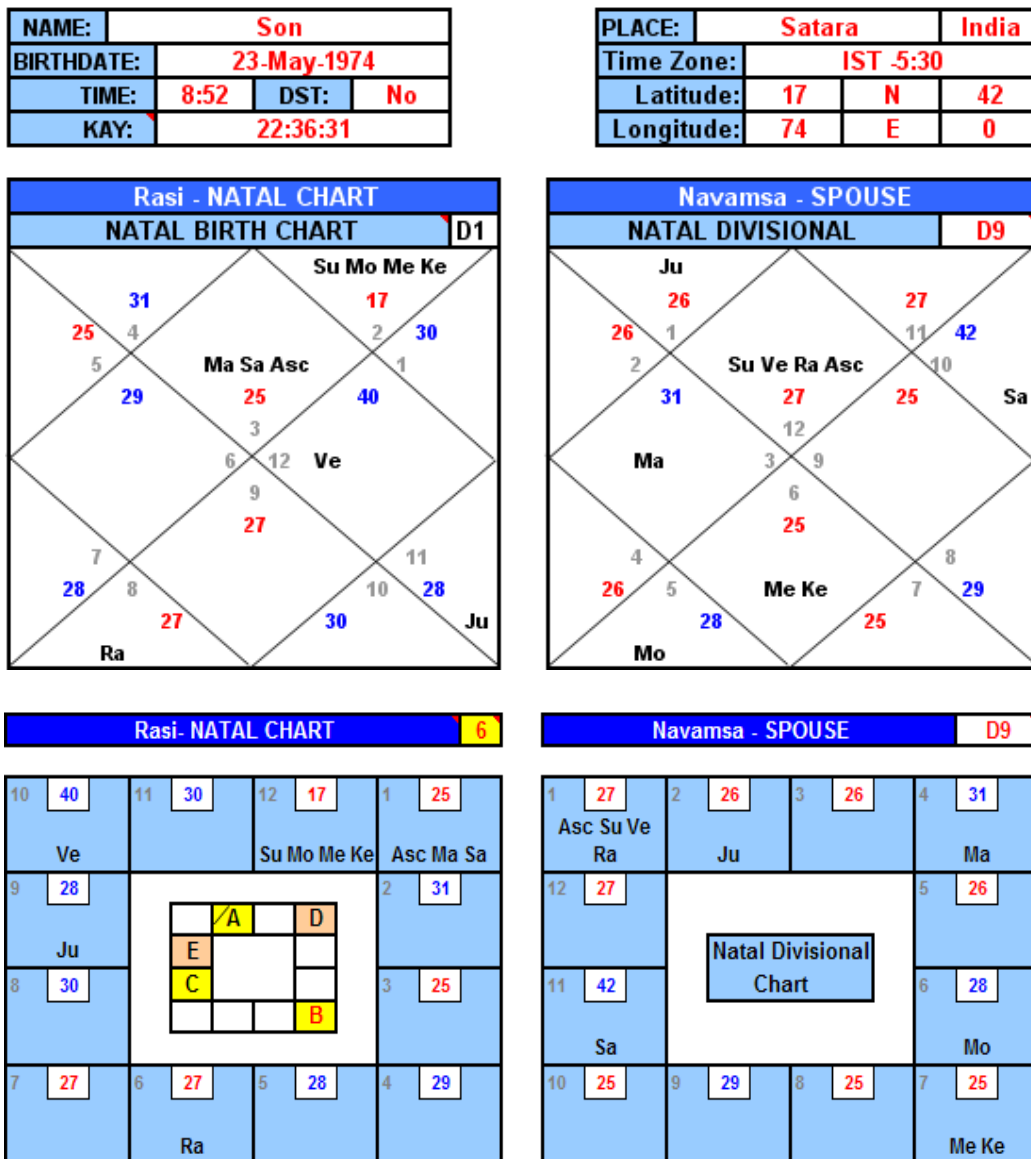 NAME: Son PLACE: Satara India
BIRTHDATE: 23-May-1974 Time Zone: IST -5:30
TIME: 8:52 DST: No Latitude: 17 N 42
KAY: 22:36:31 Longitude: 74 E 0
Rasi - NATAL CHART
NATAL BIRTH CHART D1
Su Mo Me Ke
31 17
25 4 2 30
5 Ma Sa Asc 1
29 25 40
3
6 12 Ve
9
27
7 11
28 8 10 28
27 30 Ju
Ra
Navamsa - SPOUSE
NATAL DIVISIONAL D9
Ju
26 27
26 1 11 42
2 Su Ve Ra Asc 10
31 27 25 Sa
12
Ma 3 9
6
25
4 8
26 5 Me Ke 7 29
28 25
Mo
Rasi- NATAL CHART 6
10 40 11 30 12 17 1 25
Ve Su Mo Me Ke Asc Ma Sa
9 28 2 31
A D
Ju E
8 30 C 3 25
B
7 27 6 27 5 28 4 29
Ra
Navamsa - SPOUSE D9
1 27 2 26 3 26 4 31
Asc Su Ve
Ra Ju Ma
12 27 5 26
Natal Divisional
Chart
11 42 6 28
Sa Mo
10 25 9 29 8 25 7 25
Me Ke